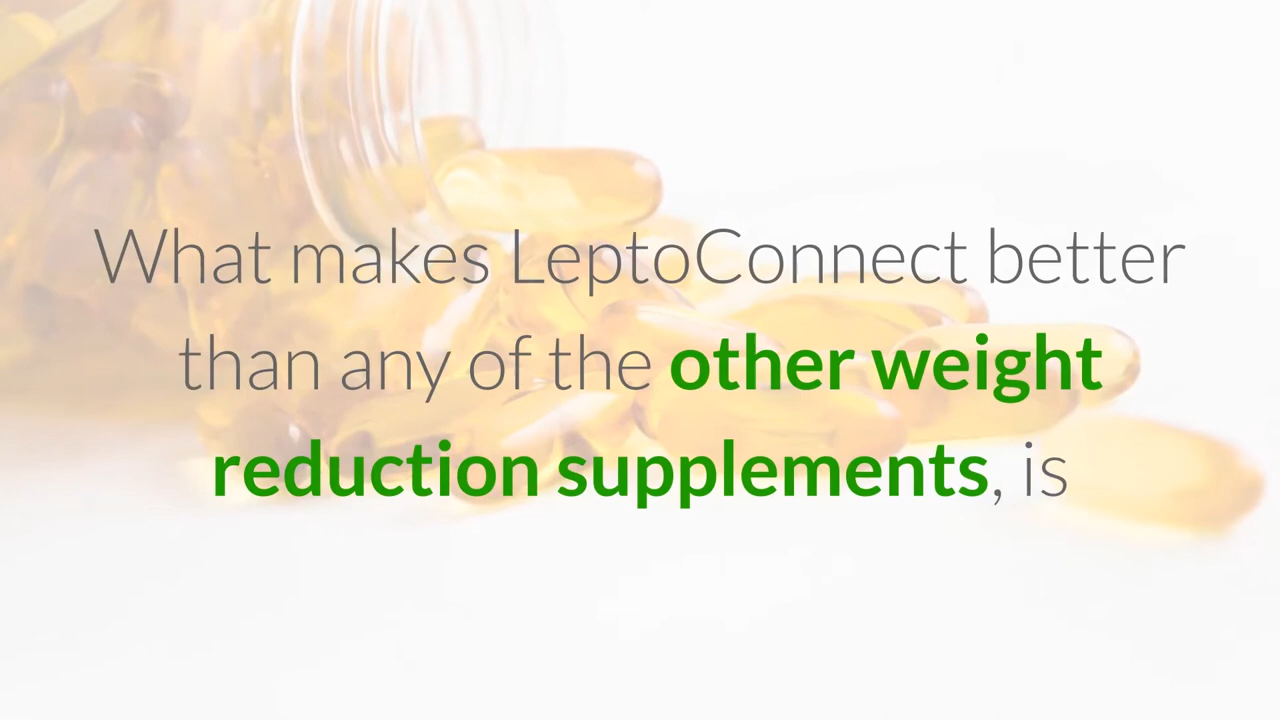 What makes LeptoConnect better
than any of the other weight
reduction supplements, is